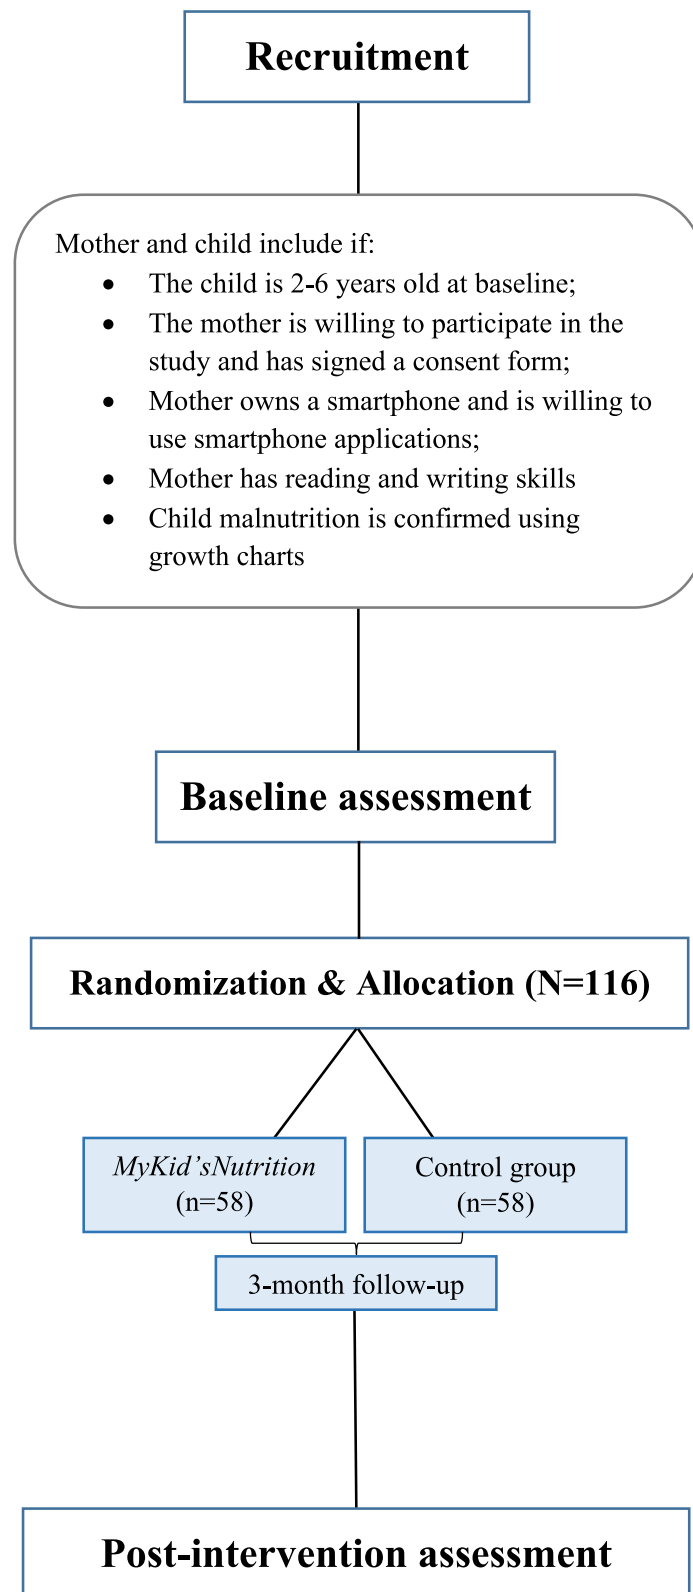 Recruitment
Mother and child include if:
• The child is 2-6 years old at baseline;
• The mother is willing to participate in the
study and has signed a consent form;
• Mother owns a smartphone and is willing to
use smartphone applications;
• Mother has reading and writing skills
• Child malnutrition is confirmed using
growth charts
Baseline assessment
Randomization & Allocation (N=116)
MyKid’sNutrition
(n=58)
Control group
(n=58)
3-month follow-up
Post-intervention assessment